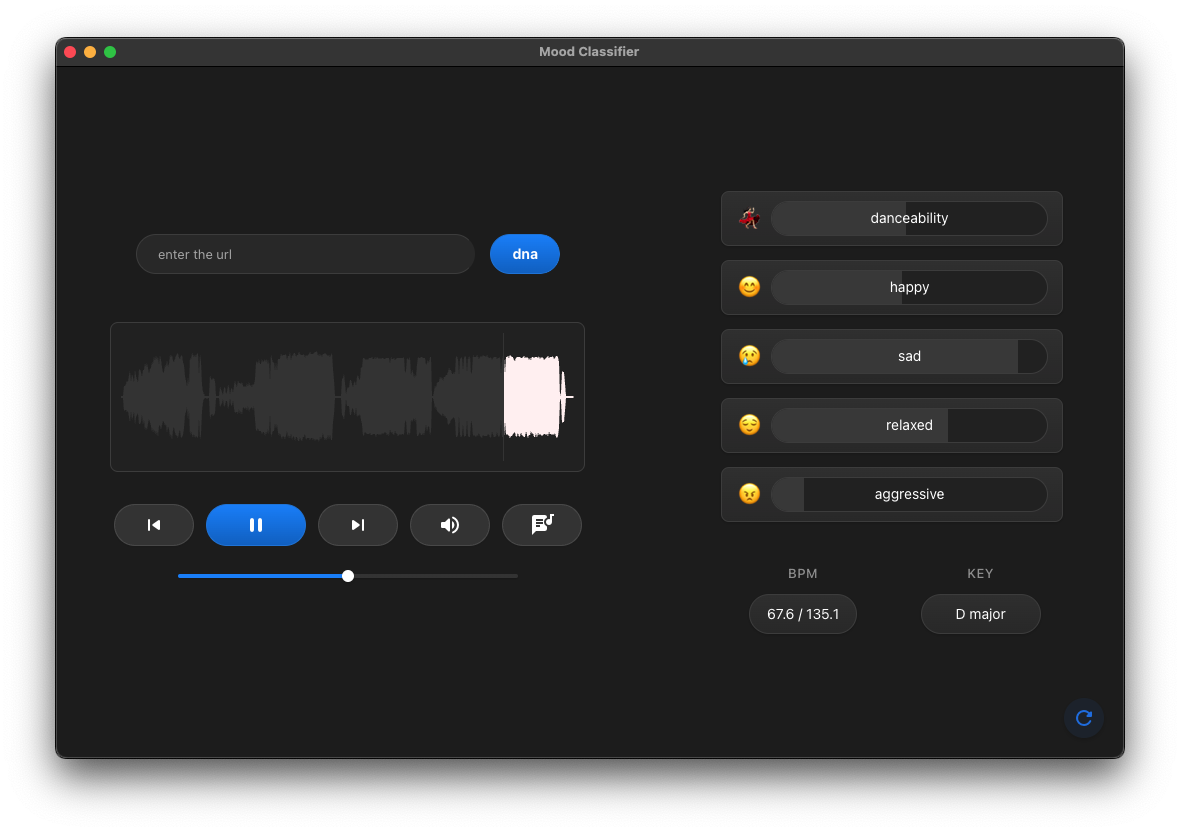 Mood Classifier
enter the url
dna
danceability
happy
sad
relaxed
aggressive
BPM
KEY
67.6 / 135.1
D major